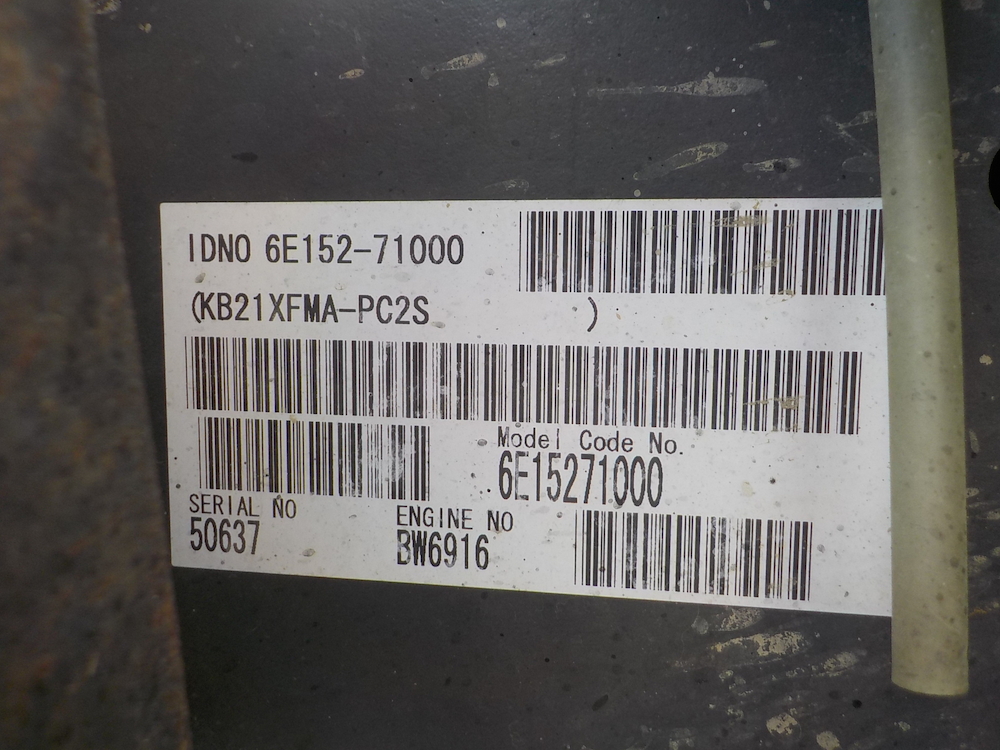 IDNO 6E152-71000
(KB21XFMA-PC2S )
Model Code No.
6E15271000
SERIAL NO
50637
ENGINE NO
BW6916